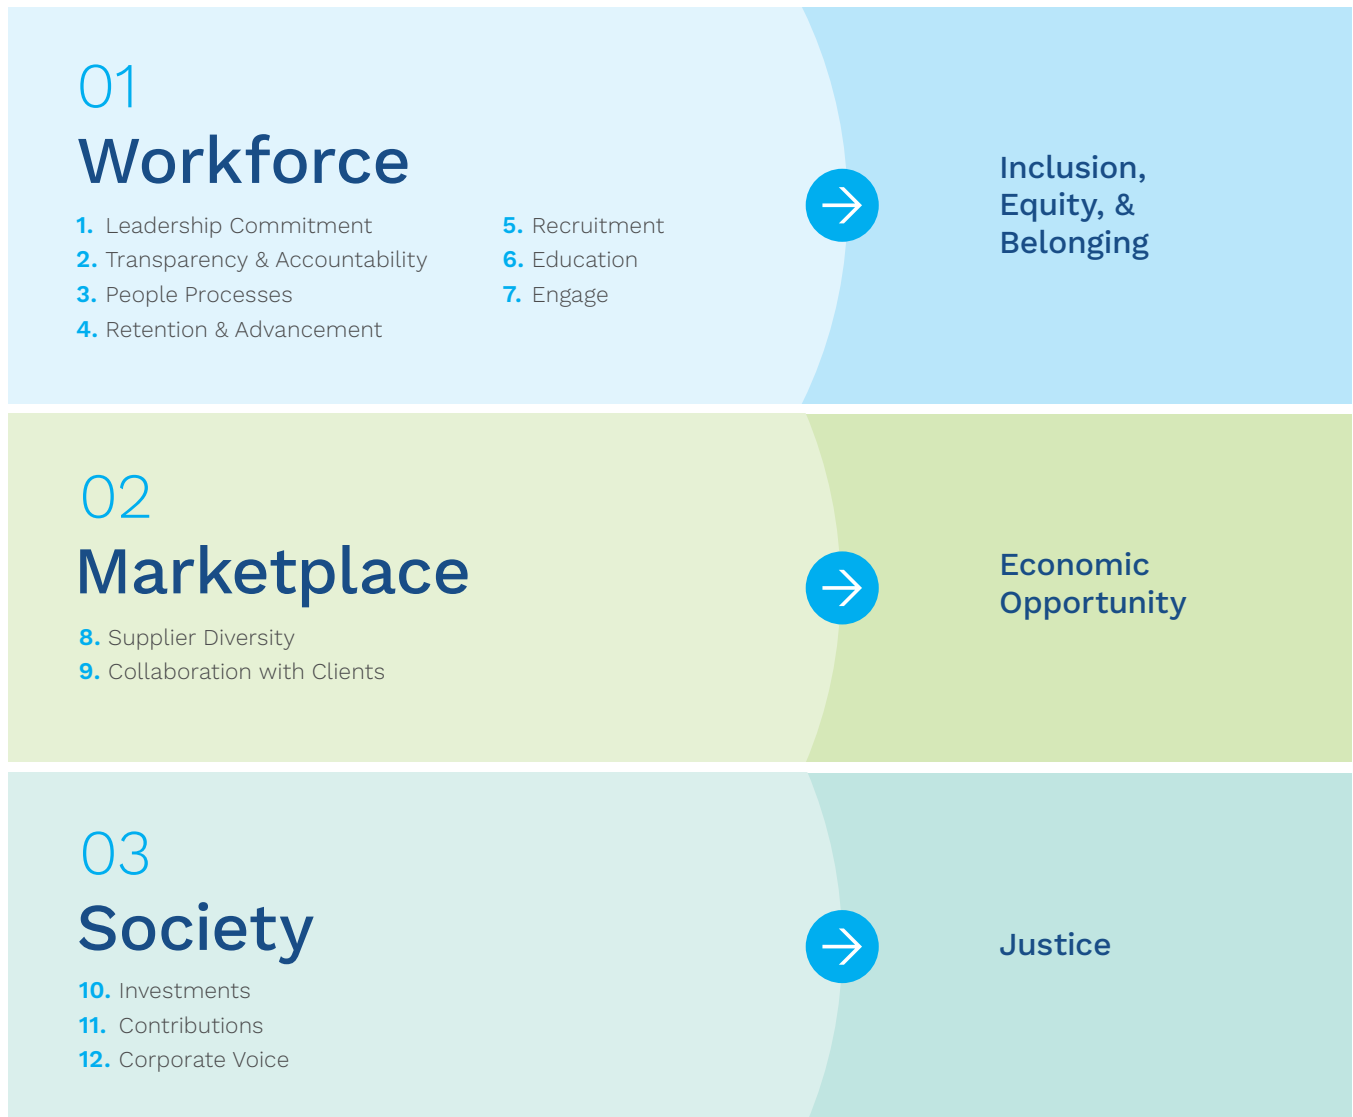 01
Workforce
1. Leadership Commitment
2. Transparency & Accountability
3. People Processes
4. Retention & Advancement
5. Recruitment
6. Education
7. Engage
Inclusion,
Equity, &
Belonging
02
Marketplace
8. Supplier Diversity
9. Collaboration with Clients
Economic
Opportunity
03
Society
10. Investments
11. Contributions
12. Corporate Voice
Justice